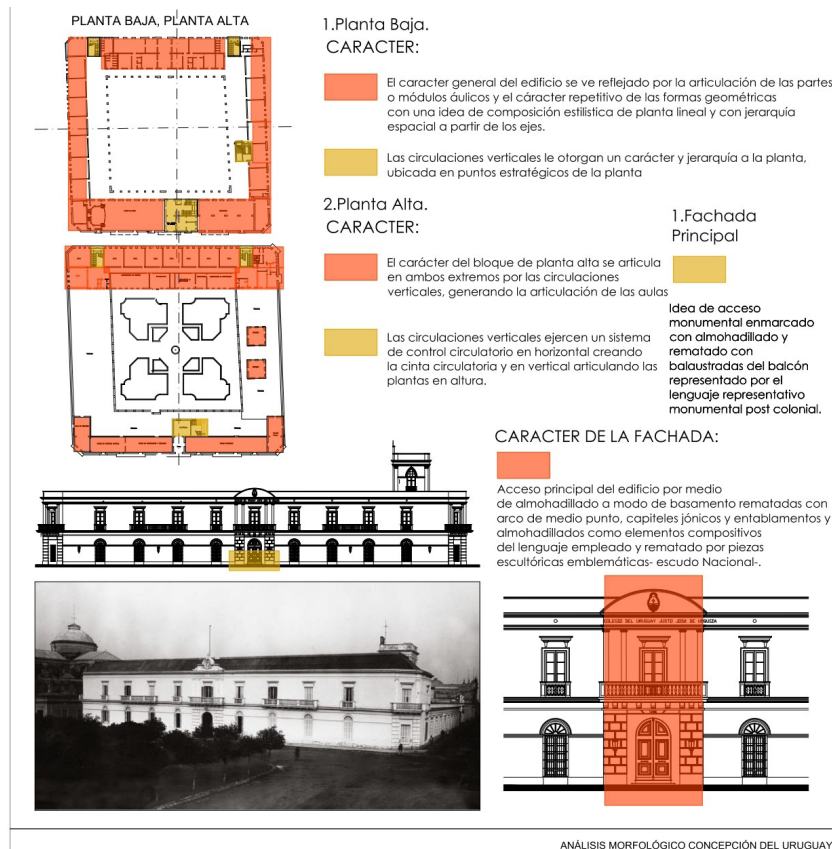 PLANTA BAJA, PLANTA ALTA
1.Planta Baja.
CARACTER:
El caracter general del edificio se ve reflejado por la articulación de las partes
o módulos áulicos y el cáracter repetitivo de las formas geométricas
con una idea de composición estilistica de planta lineal y con jerarquía
espacial a partir de los ejes.
Las circulaciones verticales le otorgan un carácter y jerarquía a la planta,
ubicada en puntos estratégicos de la planta
2.Planta Alta.
CARACTER:
El carácter del bloque de planta alta se articula
en ambos extremos por las circulaciones
verticales, generando la articulación de las aulas
Las circulaciones verticales ejercen un sistema
de control circulatorio en horizontal creando
la cinta circulatoria y en vertical articulando las
plantas en altura.
1.Fachada
Principal
Idea de acceso
monumental enmarcado
con almohadillado y
rematado con
balaustradas del balcón
representado por el
lenguaje representativo
monumental post colonial.
CARACTER DE LA FACHADA:
Acceso principal del edificio por medio
de almohadillado a modo de basamento rematadas con
arco de medio punto, capiteles jónicos y entablamentos y
almohadillados como elementos compositivos
del lenguaje empleado y rematado por piezas
escultóricas emblemáticas- escudo Nacional-.
COLEGIO DEL URUGUAY JUSTO JOSE DE URQUIZA
ANÁLISIS MORFOLÓGICO CONCEPCIÓN DEL URUGUAY